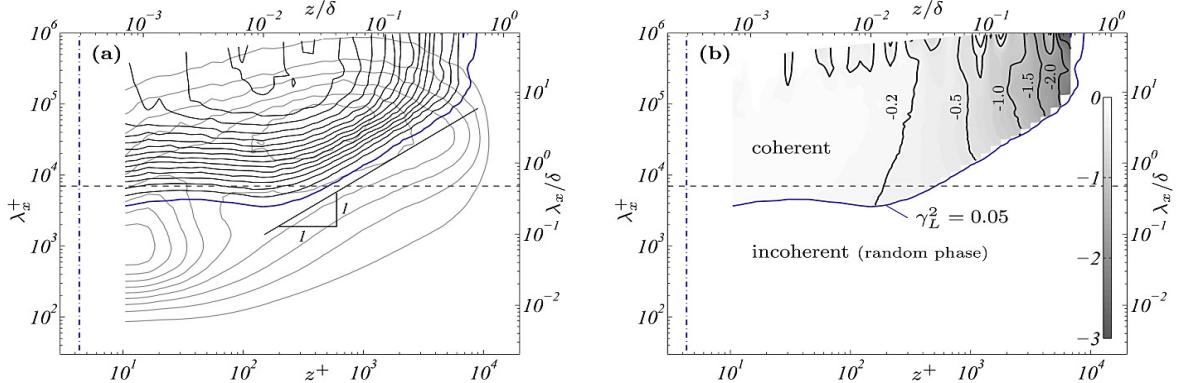 z/δ
10^-3 10^-2 10^-1 10^0
(a)
10^6
10^5
10^4
10^3
10^2
λ_x^+
10^1
10^0
10^-1
10^-2
λ_x/δ
l
l
10^1 z^+ 10^2 10^3 10^4
z/δ
10^-3 10^-2 10^-1 10^0
(b)
10^6
10^5
10^4
10^3
10^2
λ_x^+
-0.2
-0.5
-1.0
-1.5
-2.0
coherent
γ_L^2 = 0.05
incoherent (random phase)
0
−1
−2
−3
10^1
10^0
10^-1
10^-2
λ_x/δ
10^1 10^2 z^+ 10^3 10^4